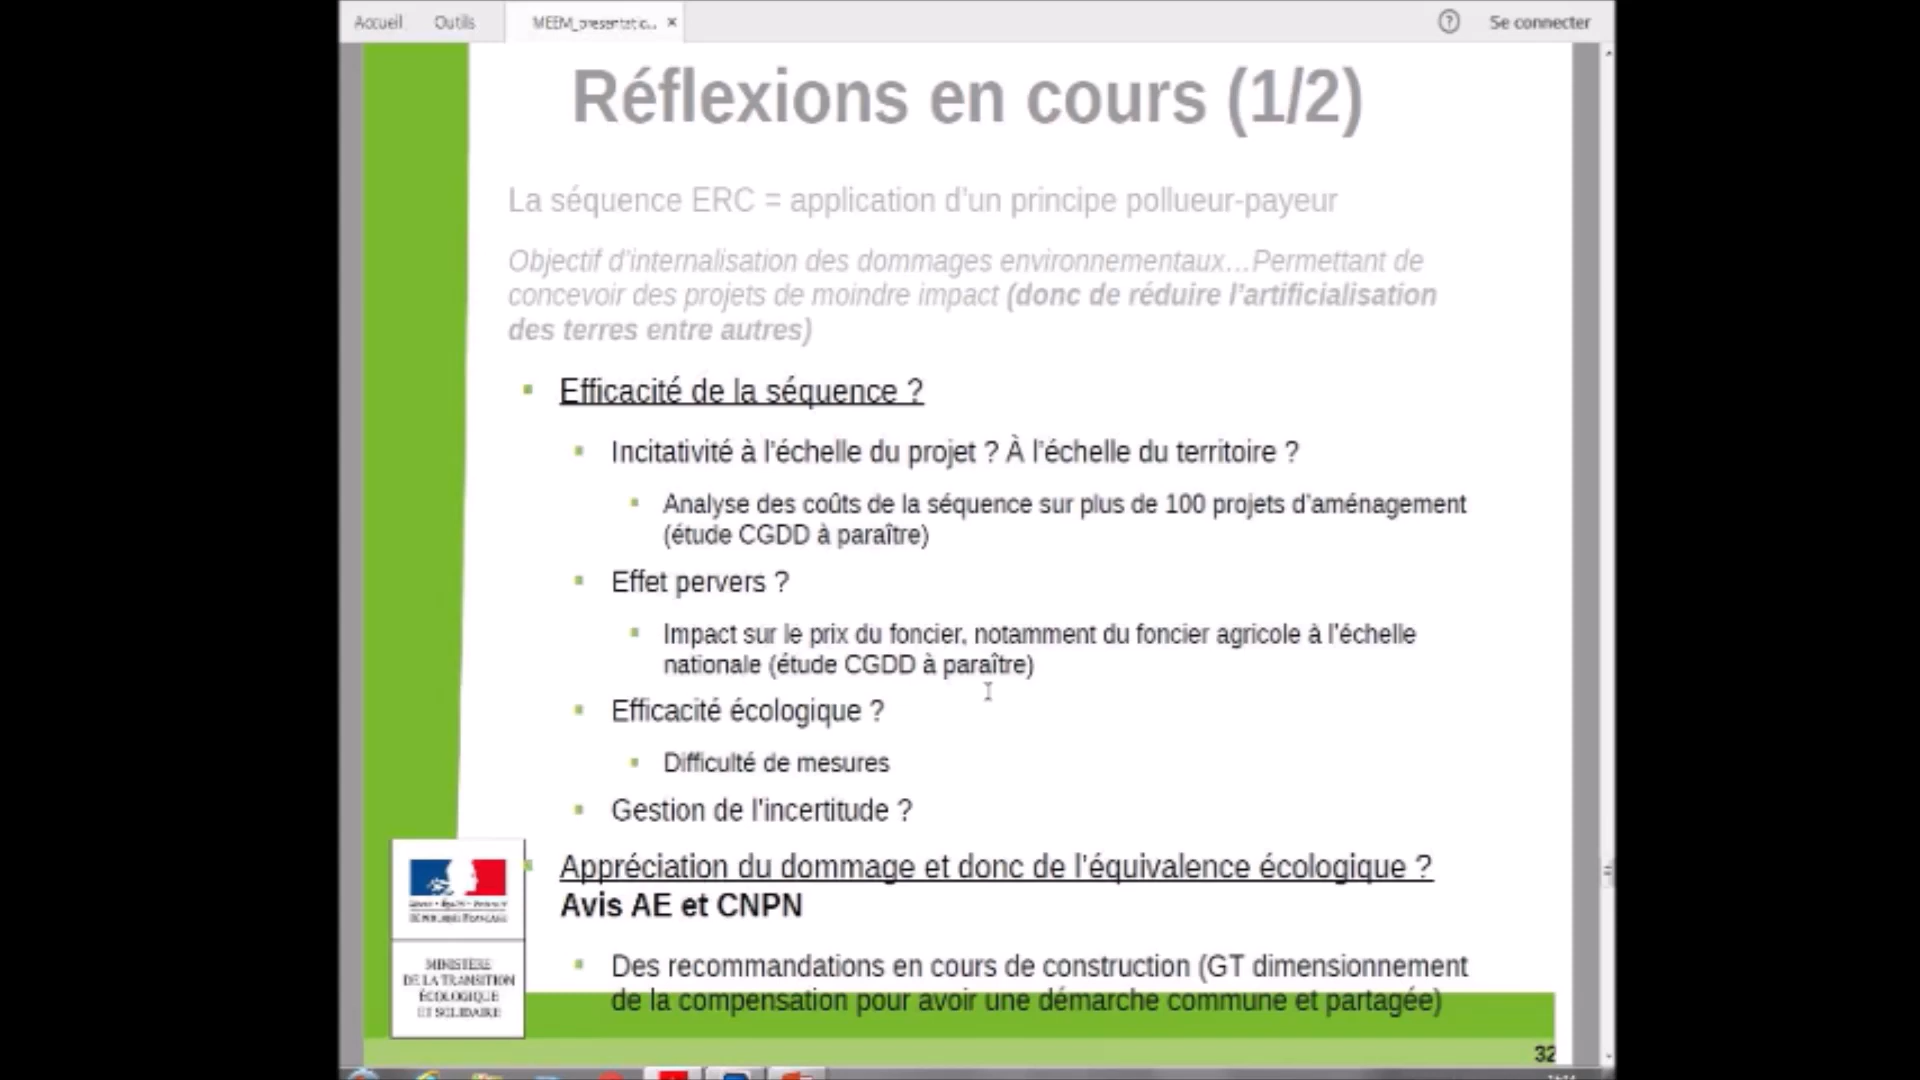 Accueil Outils MEEM_presentatio... × ? Se connecter
Réflexions en cours (1/2)
La séquence ERC = application d'un principe pollueur-payeur
Objectif d'internalisation des dommages environnementaux…Permettant de
concevoir des projets de moindre impact (donc de réduire l'artificialisation
des terres entre autres)
Efficacité de la séquence ?
Incitativité à l'échelle du projet ? À l'échelle du territoire ?
Analyse des coûts de la séquence sur plus de 100 projets d'aménagement
(étude CGDD à paraître)
Effet pervers ?
Impact sur le prix du foncier, notamment du foncier agricole à l'échelle
nationale (étude CGDD à paraître)
Efficacité écologique ?
Difficulté de mesures
Gestion de l'incertitude ?
Appréciation du dommage et donc de l'équivalence écologique ?
Avis AE et CNPN
Des recommandations en cours de construction (GT dimensionnement
de la compensation pour avoir une démarche commune et partagée)
Liberté • Égalité • Fraternité
RÉPUBLIQUE FRANÇAISE
MINISTÈRE
DE LA TRANSITION
ÉCOLOGIQUE
ET SOLIDAIRE
32